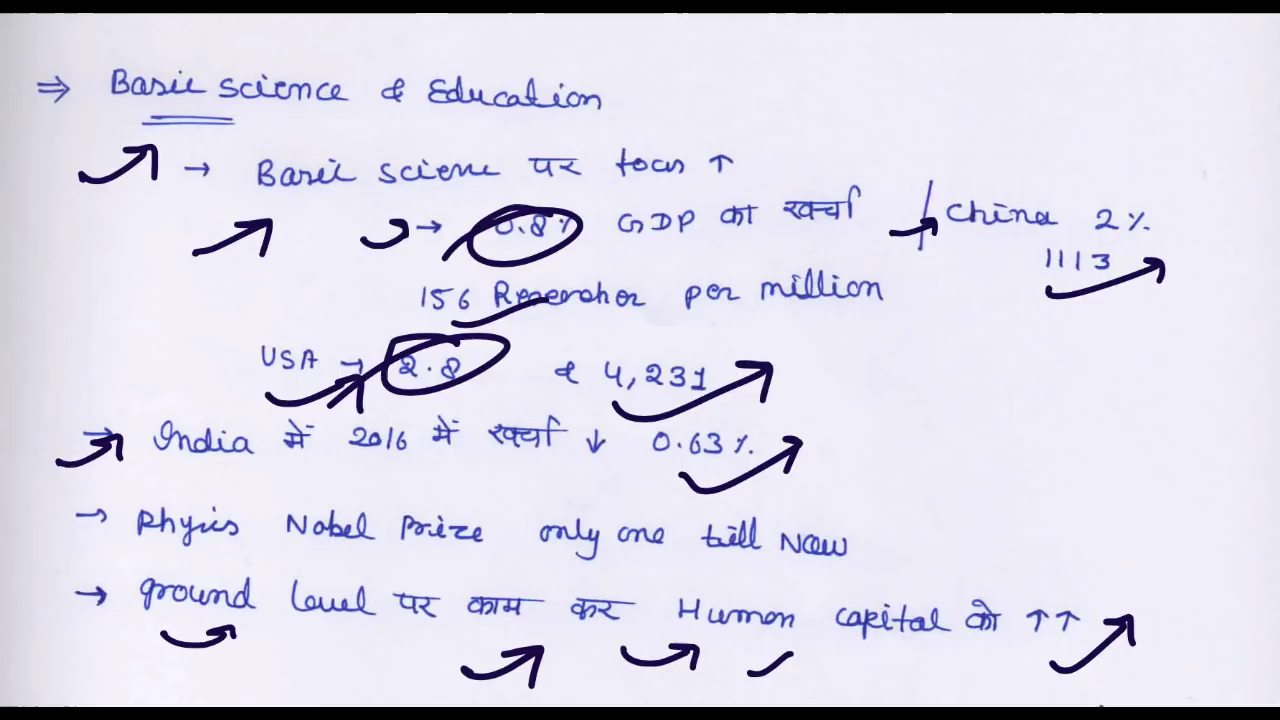 ⇒ Basic science & Education
→ Basic science पर focus ↑
→ 0.8% GDP का खर्चा / China 2%
1113
156 Researcher per million
USA → 2.8 & 4,231
→ India में 2016 में खर्चा ↓ 0.63%.
→ Physics Nobel Prize only one till Now
→ ground level पर काम कर Human capital को ↑↑